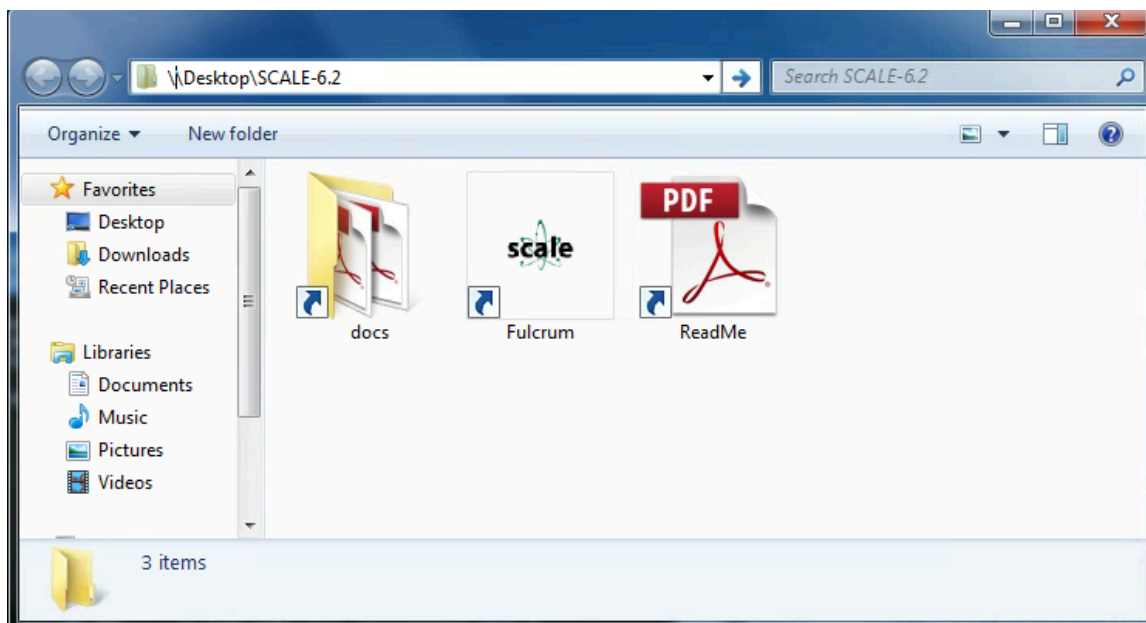 \\Desktop\SCALE-6.2
Search SCALE-6.2
Organize
New folder
Favorites
Desktop
Downloads
Recent Places
Libraries
Documents
Music
Pictures
Videos
scale
PDF
docs
Fulcrum
ReadMe
3 items